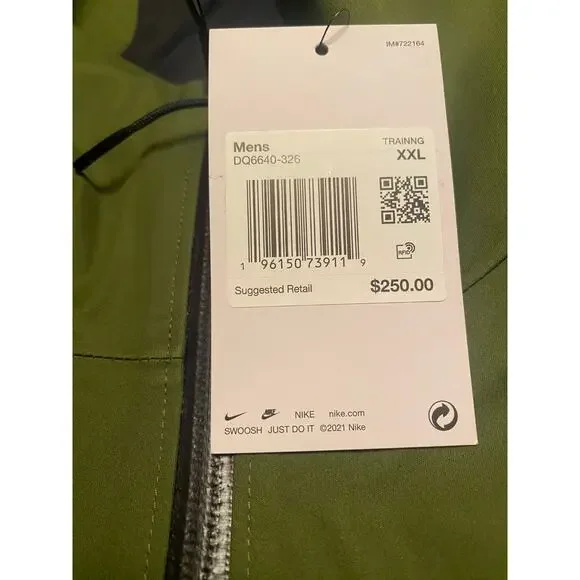 IM#722164
Mens TRAINNG
DQ6640-326 XXL
RFID
1 96150 73911 9
Suggested Retail $250.00
NIKE nike.com
SWOOSH JUST DO IT ©2021 Nike